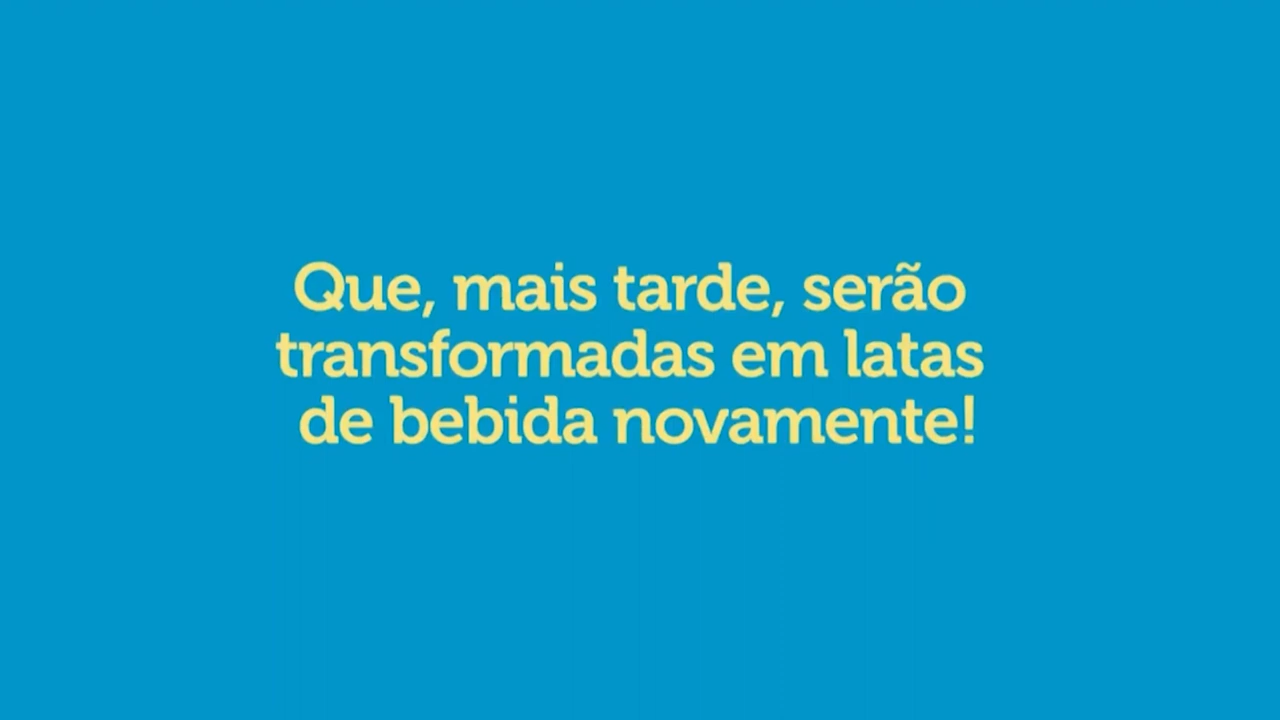 Que, mais tarde, serão
transformadas em latas
de bebida novamente!